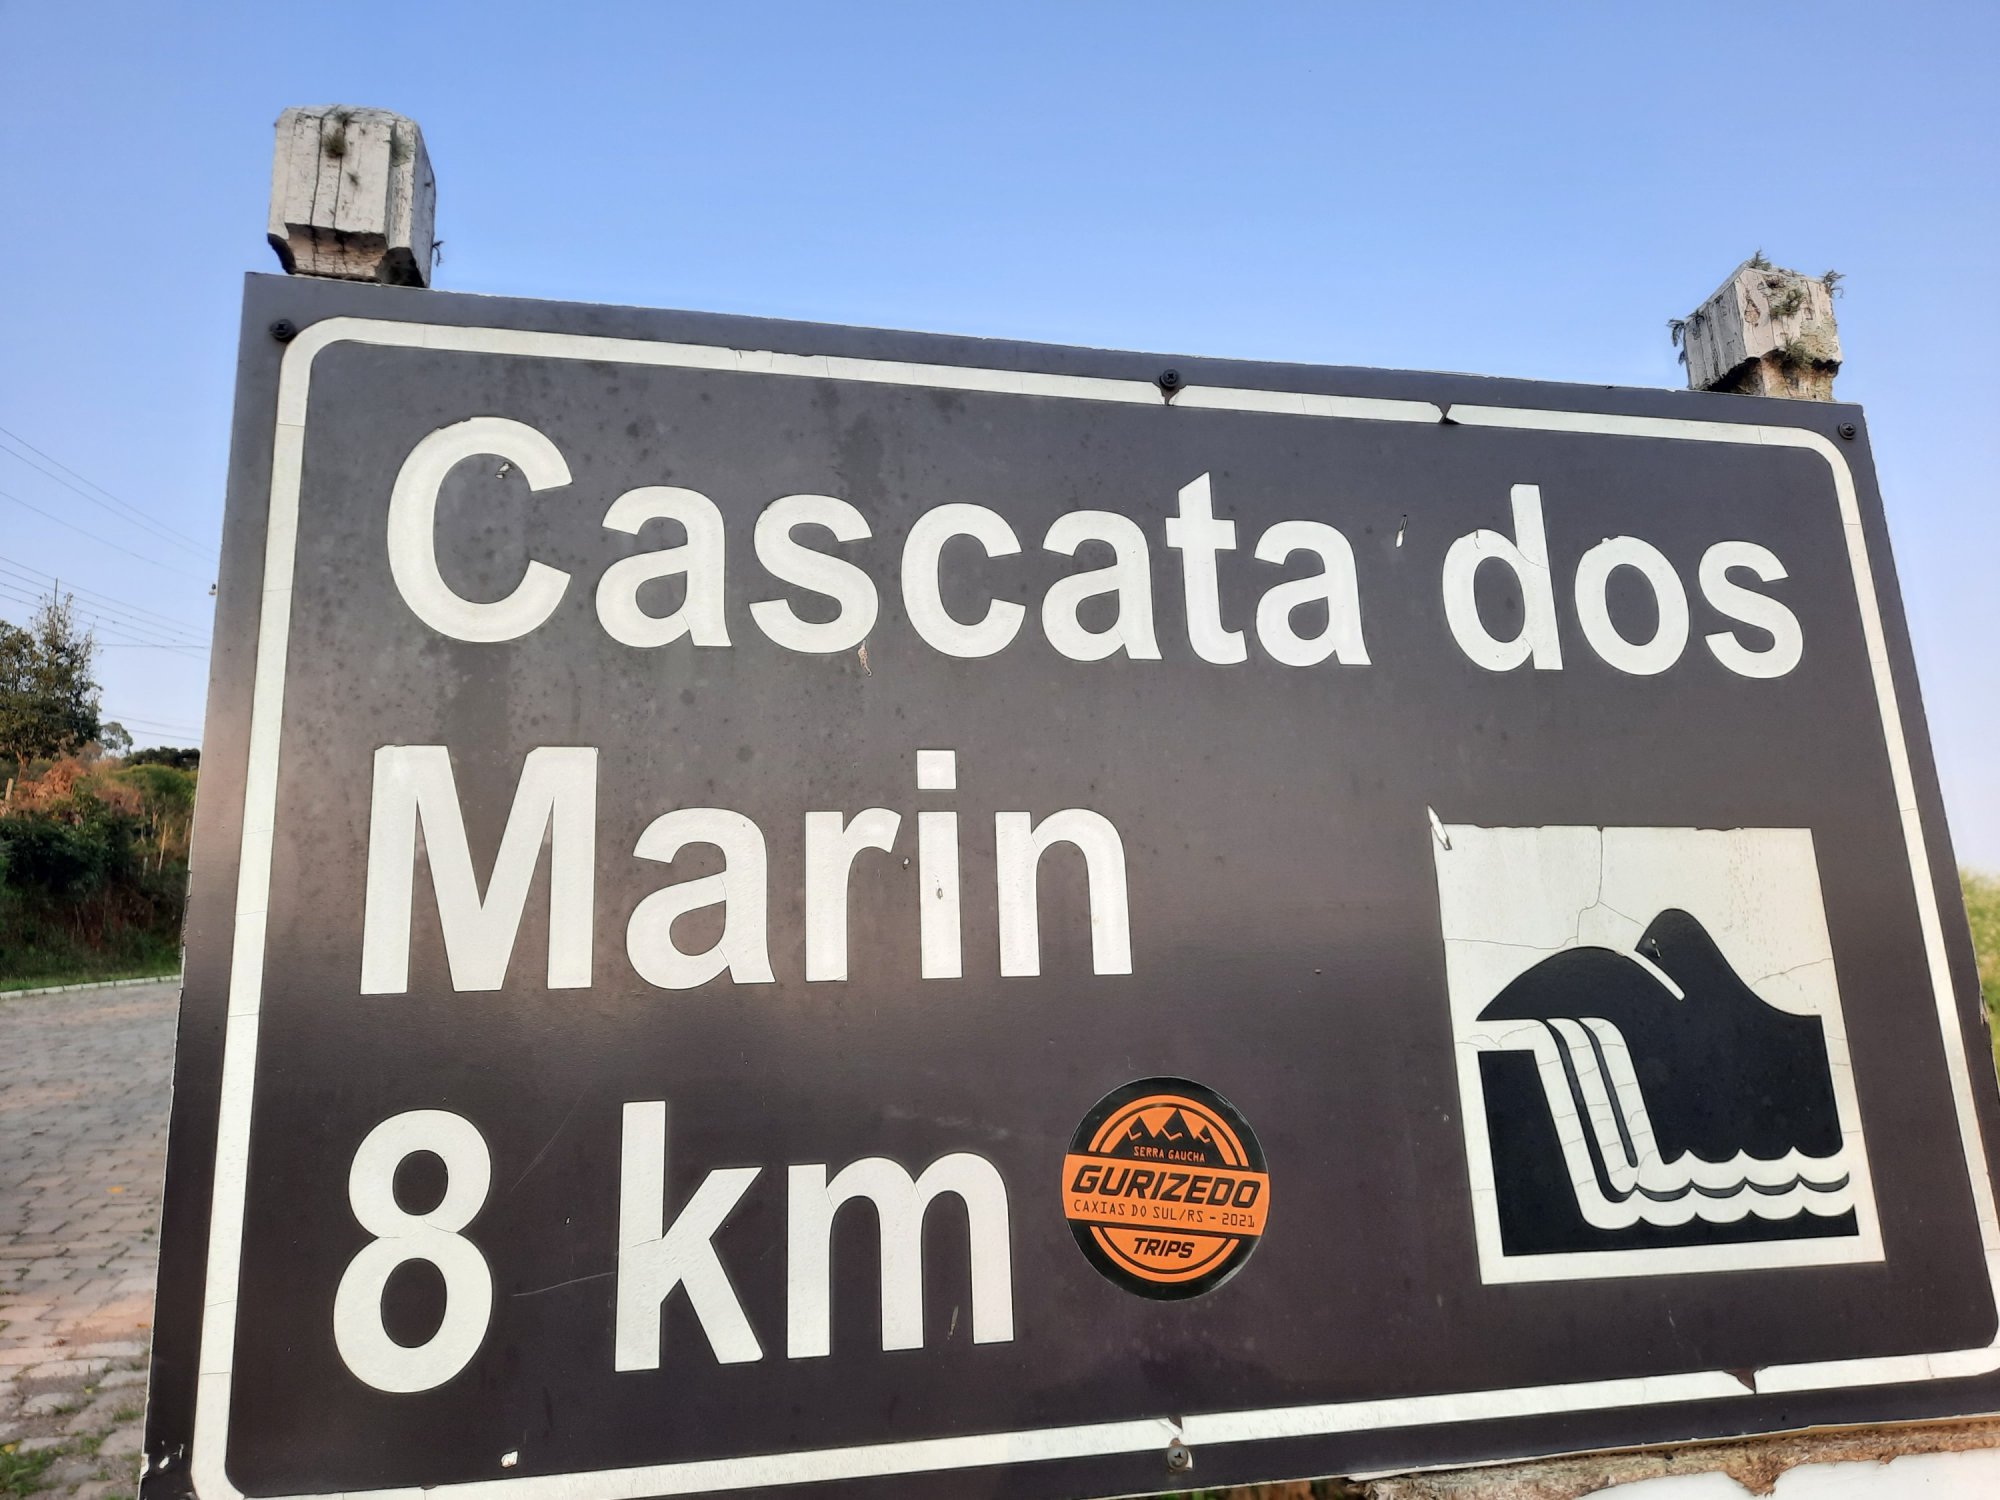 Cascata dos
Marin
8 km
SERRA GAUCHA
GURIZEDO
CAXIAS DO SUL/RS - 2021
TRIPS